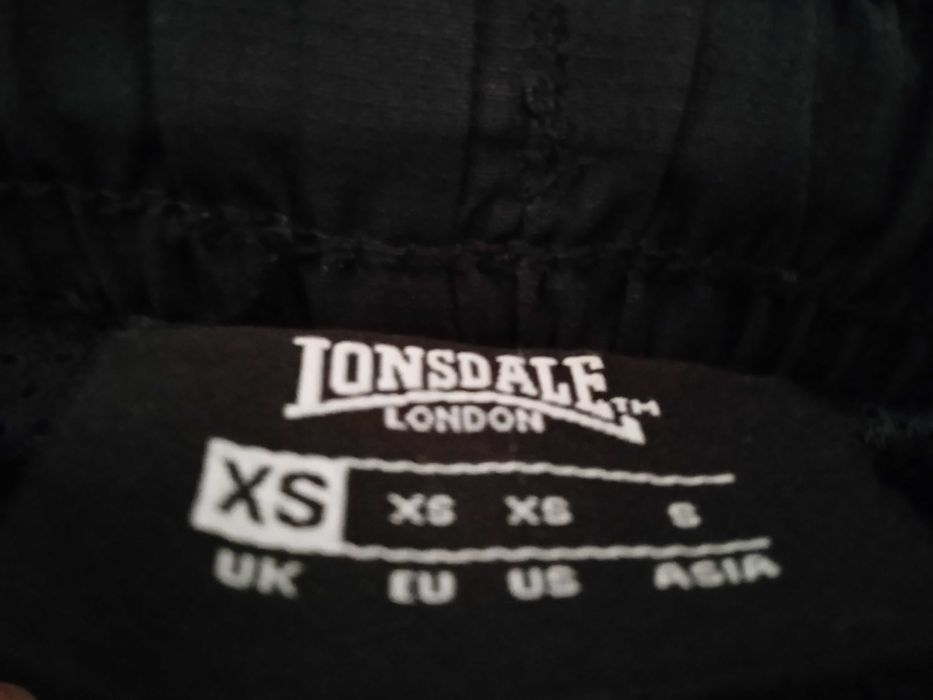 LONSDALE™
LONDON
XS XS XS S
UK EU US ASIA